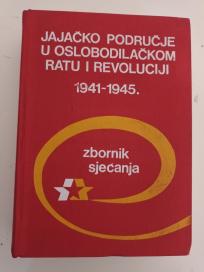 JAJAČKO PODRUČJE
U OSLOBODILAČKOM
RATU I REVOLUCIJI
1941-1945.
zbornik
sjećanja